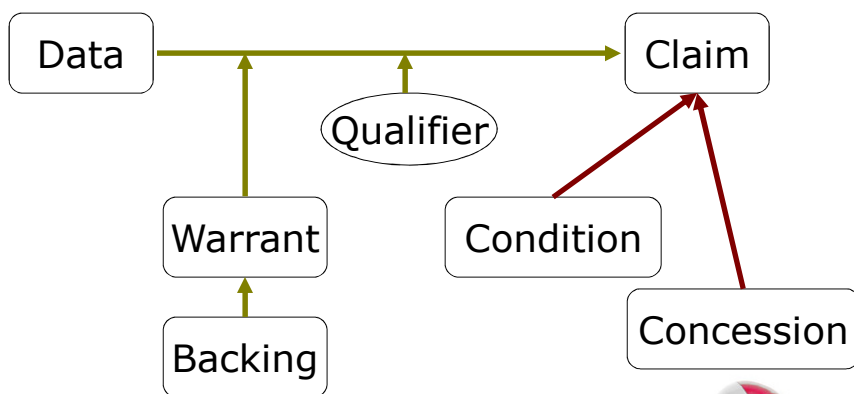 Data
Claim
Qualifier
Warrant
Condition
Concession
Backing